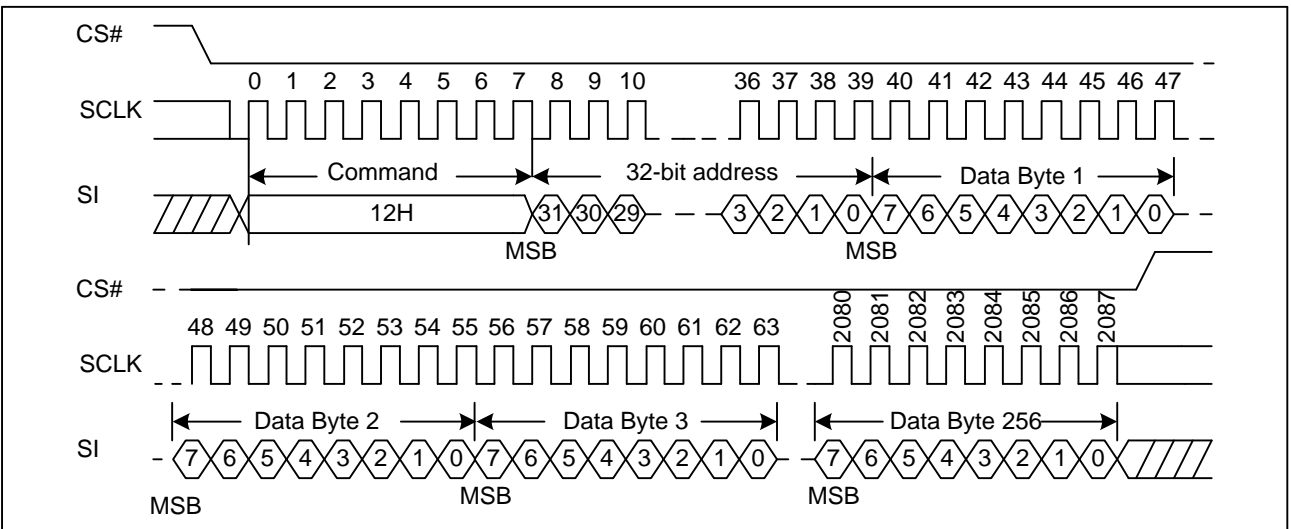 CS#
0 1 2 3 4 5 6 7 8 9 10 36 37 38 39 40 41 42 43 44 45 46 47
SCLK
Command 32-bit address Data Byte 1
SI
12H 31 30 29 3 2 1 0 7 6 5 4 3 2 1 0
MSB MSB
CS#
48 49 50 51 52 53 54 55 56 57 58 59 60 61 62 63 2080 2081 2082 2083 2084 2085 2086 2087
SCLK
Data Byte 2 Data Byte 3 Data Byte 256
SI
7 6 5 4 3 2 1 0 7 6 5 4 3 2 1 0 7 6 5 4 3 2 1 0
MSB MSB MSB